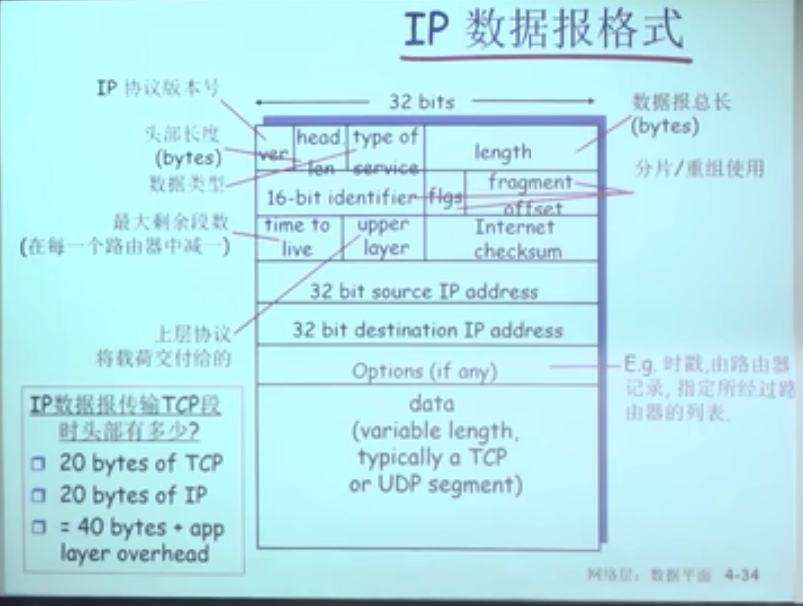 IP 数据报格式
IP 协议版本号
32 bits
数据报总长
(bytes)
头部长度
(bytes)
ver
head.
len
type of
service
length
数据类型
分片/重组使用
16-bit identifier
flgs
fragment
offset
最大剩余段数
(在每一个路由器中减一)
time to
live
upper
layer
Internet
checksum
32 bit source IP address
32 bit destination IP address
上层协议
将载荷交付给的
Options (if any)
E.g. 时戳,由路由器
记录, 指定所经过路
由器的列表.
data
(variable length,
typically a TCP
or UDP segment)
IP数据报传输TCP段
时头部有多少?
20 bytes of TCP
20 bytes of IP
= 40 bytes + app
layer overhead
网络层: 数据平面 4-34